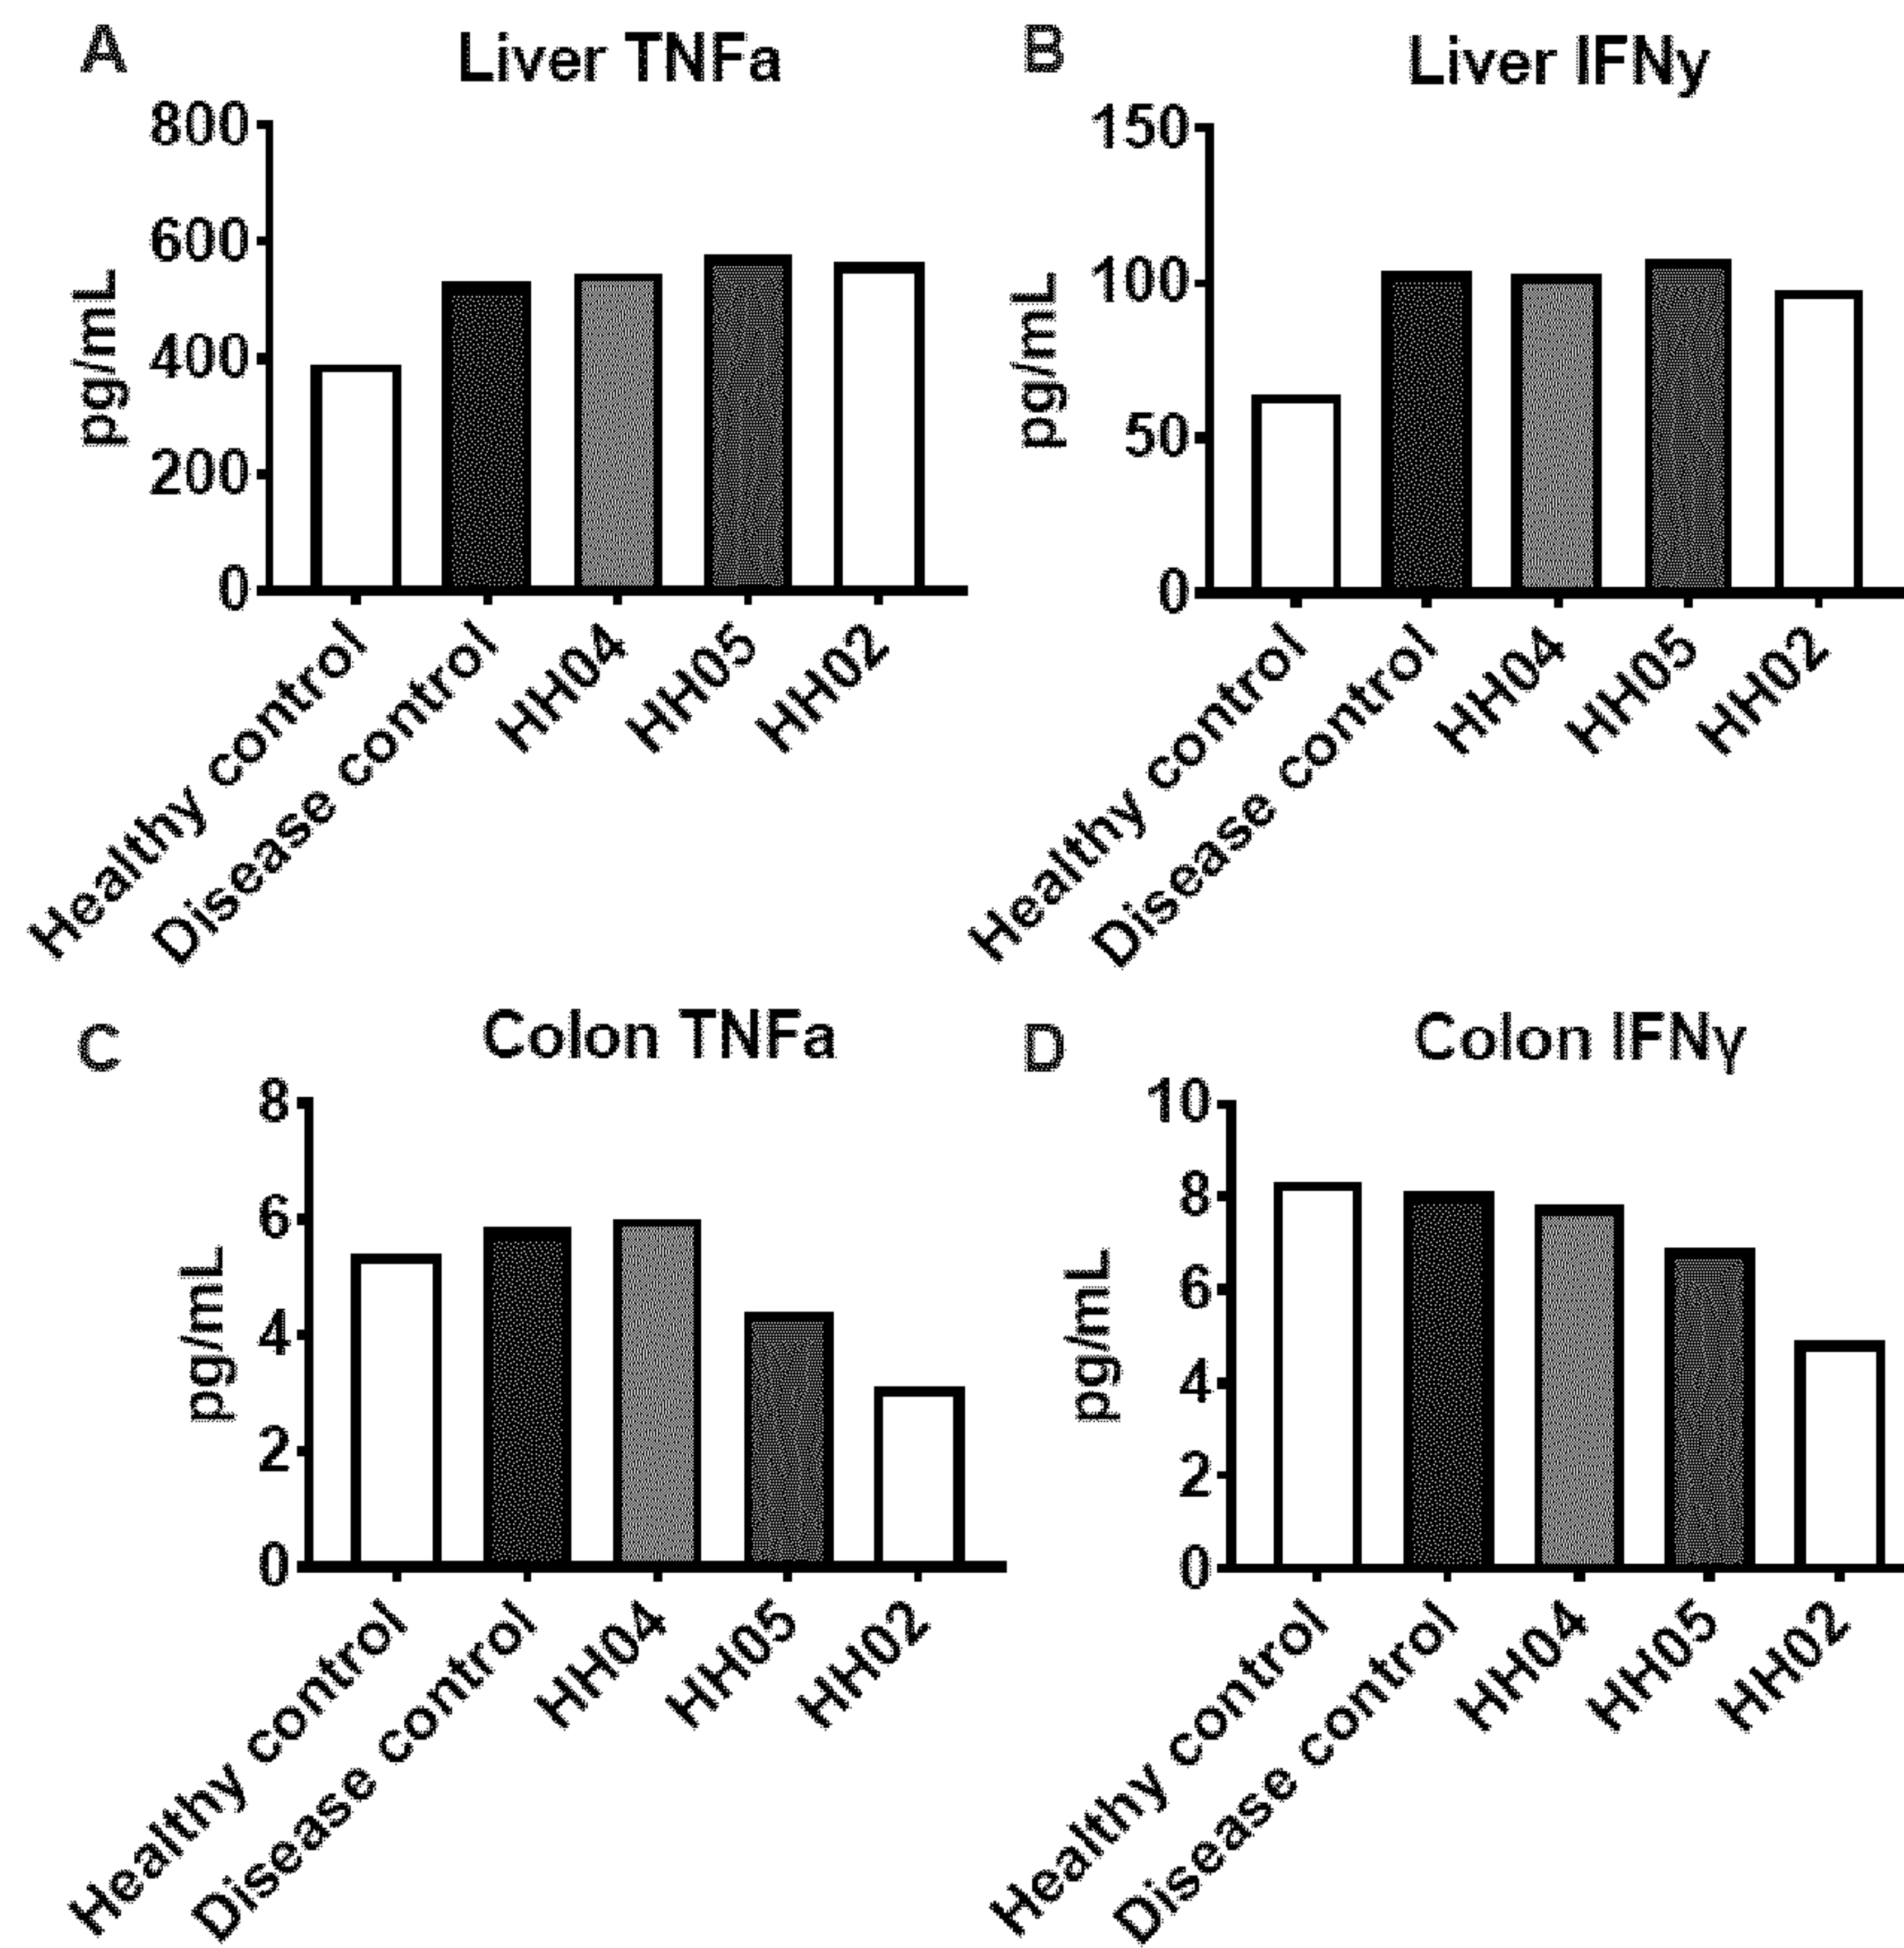 A
Liver TNFa
800
600
400
200
0
pg/mL
Healthy control
Disease control
HH04
HH05
HH02
B
Liver IFNy
150
100
50
0
pg/mL
Healthy control
Disease control
HH04
HH05
HH02
C
Colon TNFa
8
6
4
2
0
pg/mL
Healthy control
Disease control
HH04
HH05
HH02
D
Colon IFNγ
10
8
6
4
2
0
pg/mL
Healthy control
Disease control
HH04
HH05
HH02